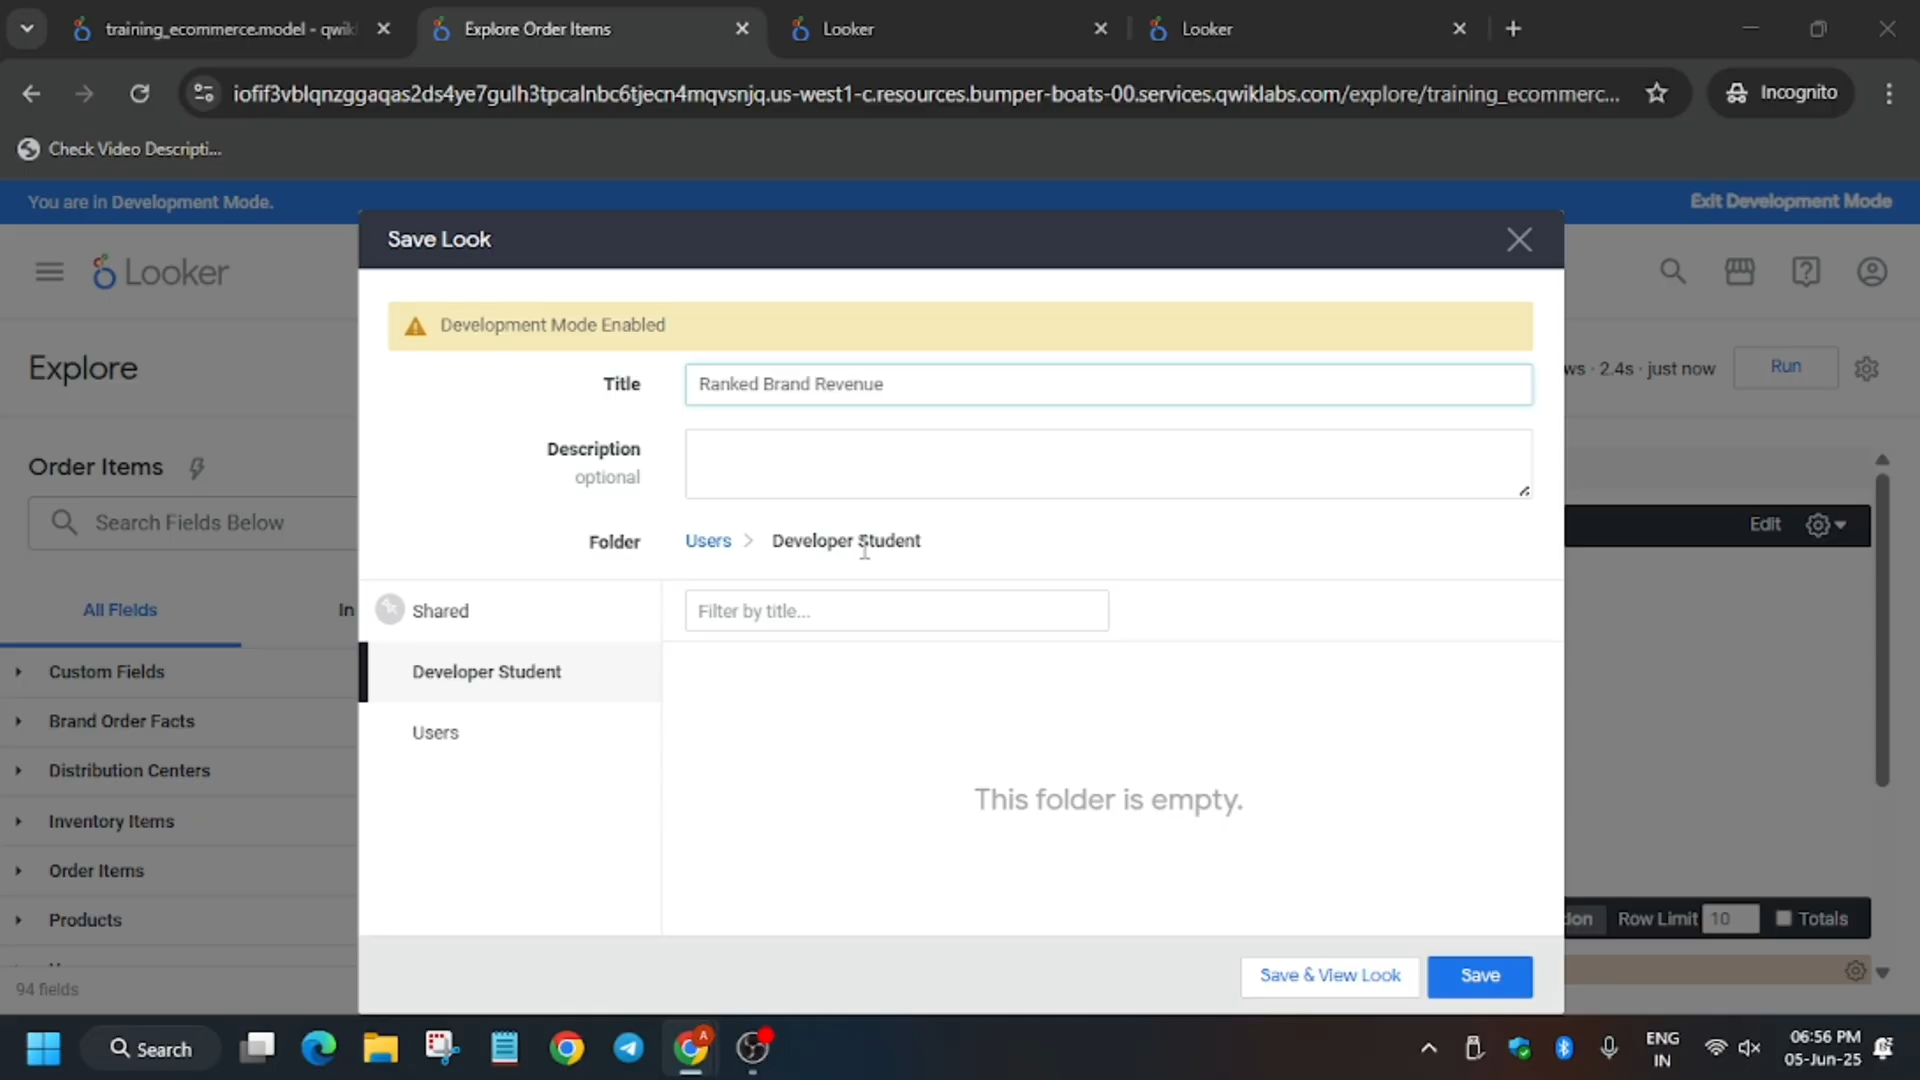 training_ecommerce.model - qwik
Explore Order Items
Looker
Looker
iofif3vblqnzggaqas2ds4ye7gulh3tpcalnbc6tjecn4mqvsnjq.us-west1-c.resources.bumper-boats-00.services.qwiklabs.com/explore/training_ecommerc...
Incognito
Check Video Descripti...
You are in Development Mode.
Exit Development Mode
Looker
Save Look
Development Mode Enabled
Explore
ws · 2.4s · just now
Run
Title
Ranked Brand Revenue
Description
optional
Order Items
Search Fields Below
Edit
Folder
Users > Developer Student
All Fields
In
Shared
Filter by title...
Custom Fields
Developer Student
Brand Order Facts
Users
Distribution Centers
This folder is empty.
Inventory Items
Order Items
Products
ion
Row Limit 10
Totals
94 fields
Save & View Look
Save
Search
A
ENG
IN
06:56 PM
05-Jun-25